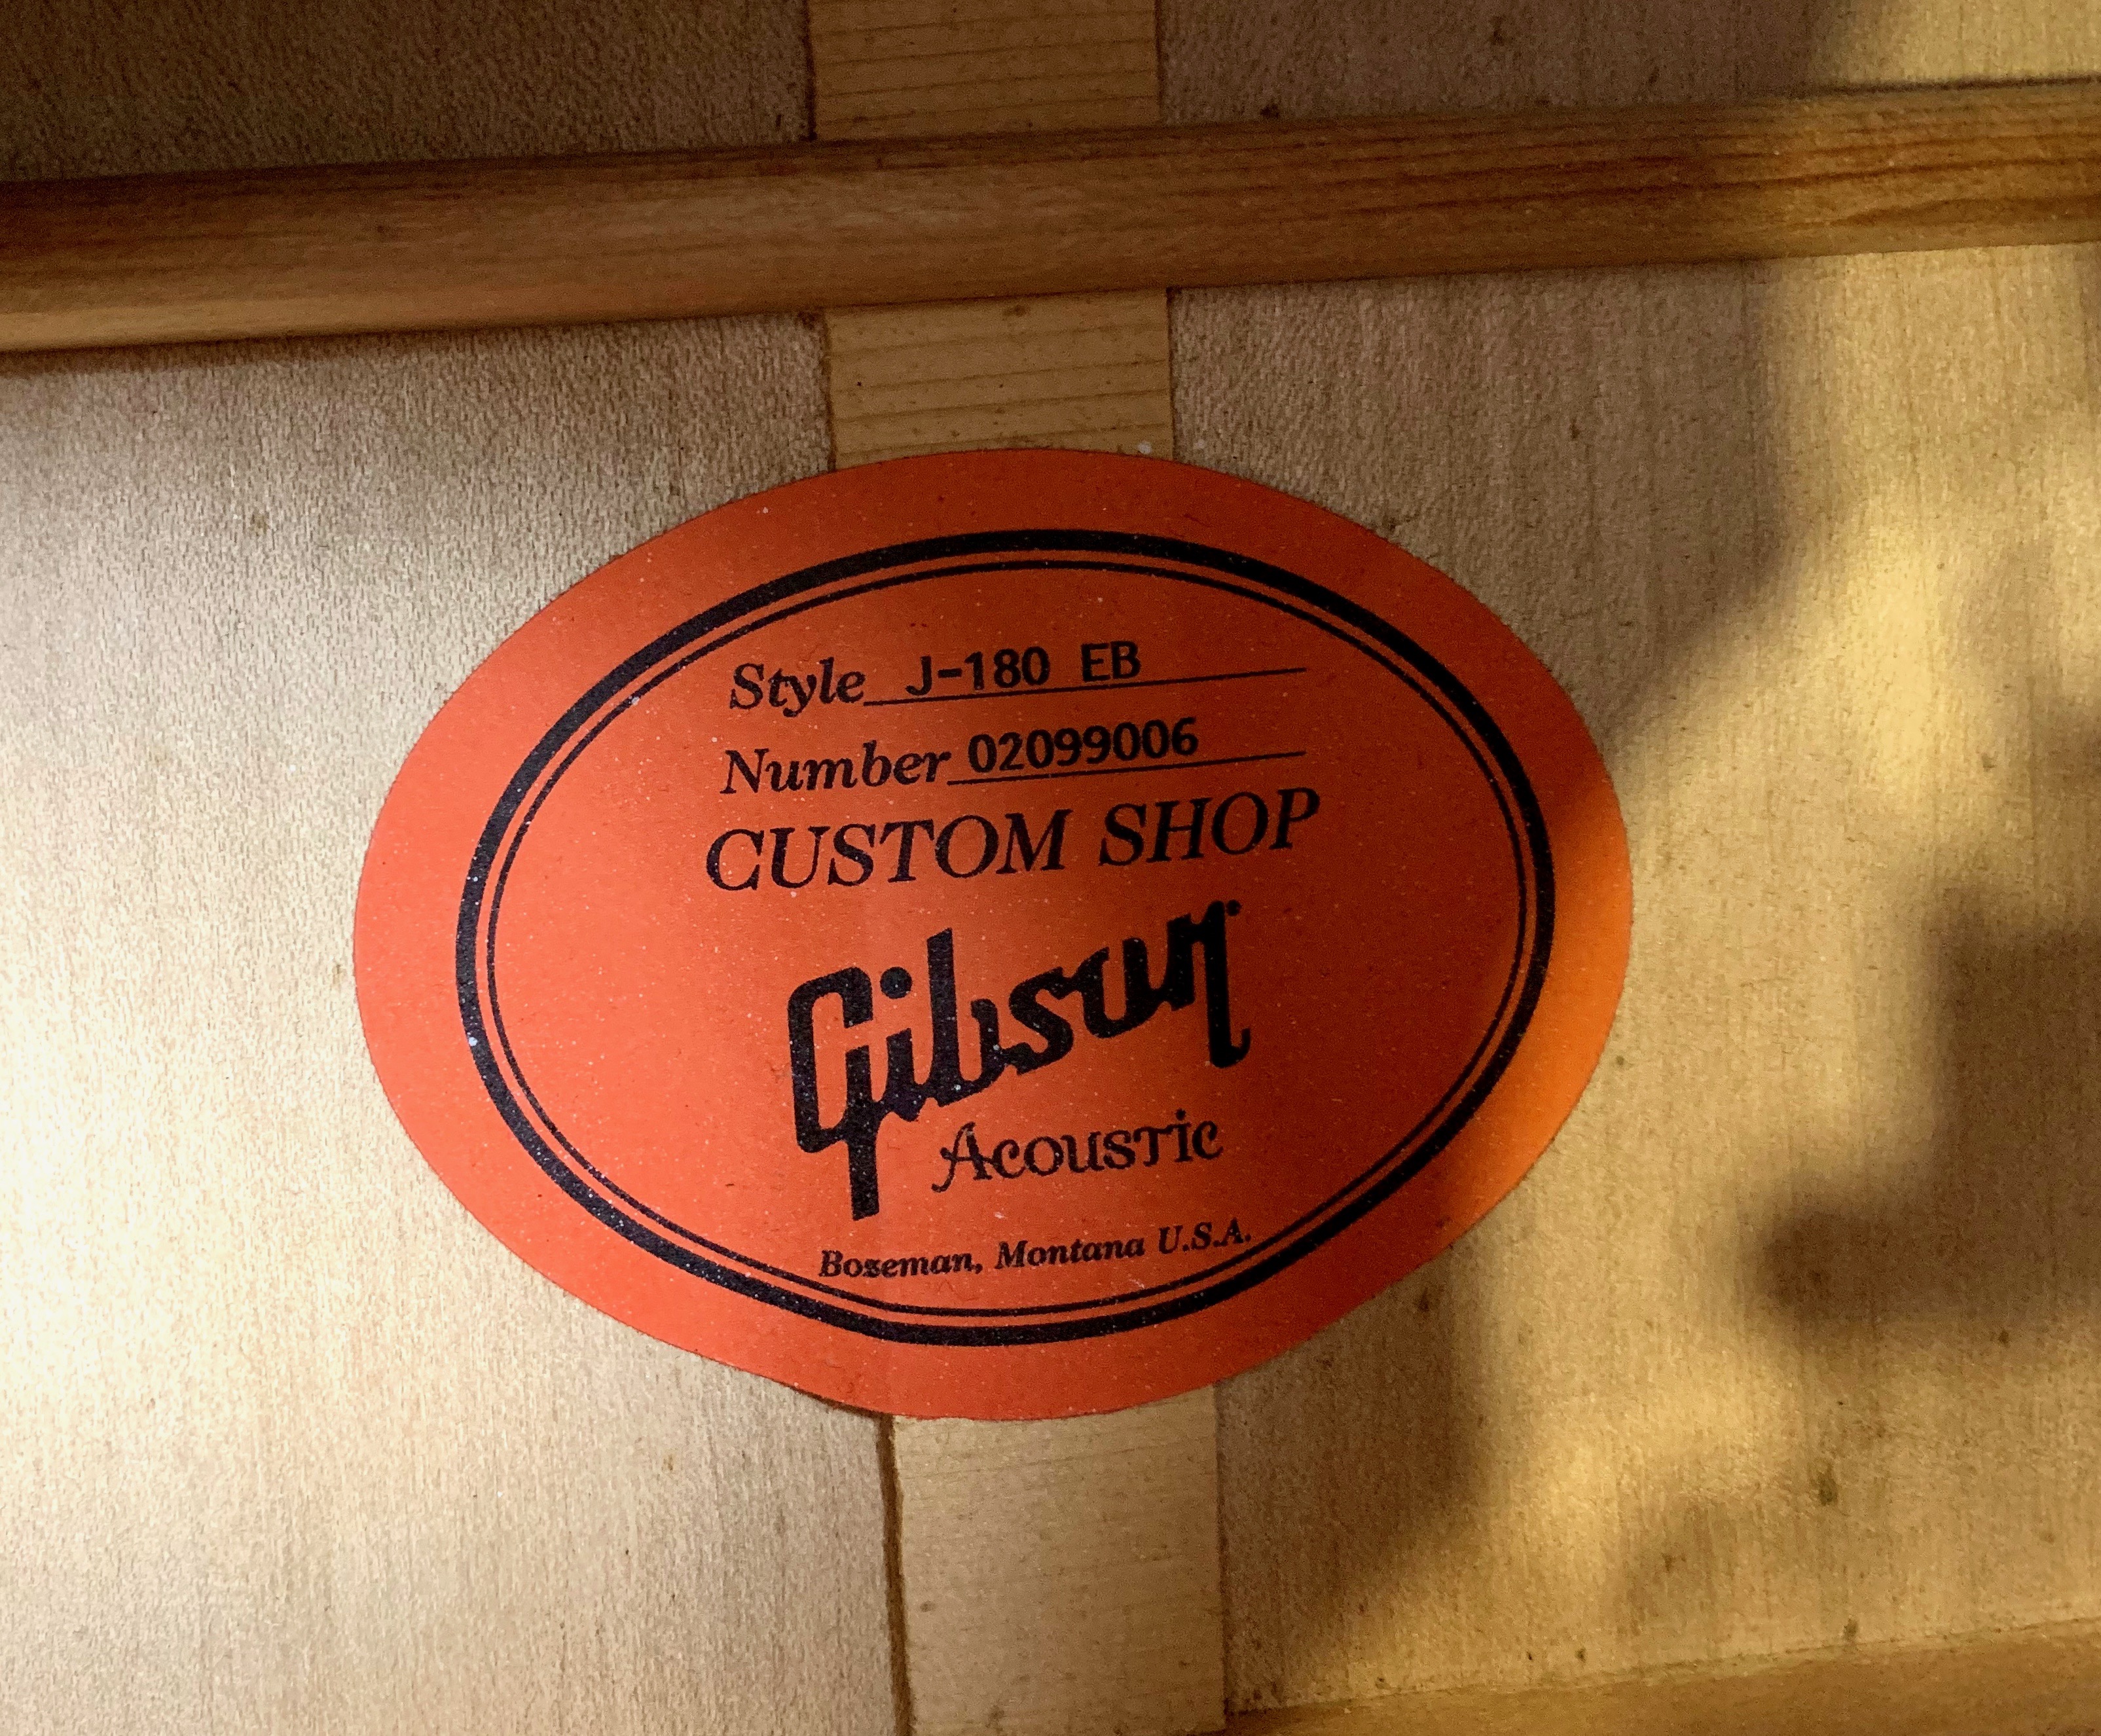 Style J-180 EB
Number 02099006
CUSTOM SHOP
Gibson
Acoustic
Bozeman, Montana U.S.A.